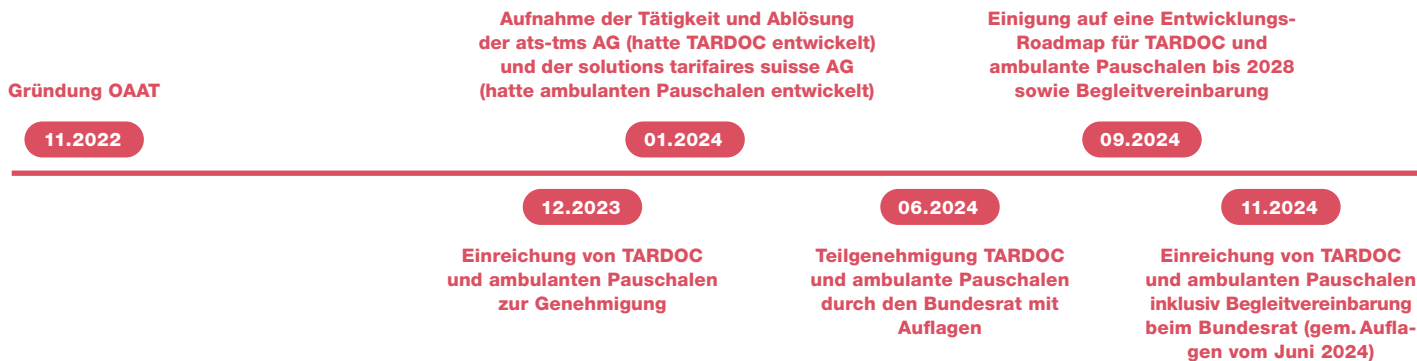 Gründung OAAT
11.2022
Aufnahme der Tätigkeit und Ablösung
der ats-tms AG (hatte TARDOC entwickelt)
und der solutions tarifaires suisse AG
(hatte ambulanten Pauschalen entwickelt)
01.2024
Einigung auf eine Entwicklungs-
Roadmap für TARDOC und
ambulante Pauschalen bis 2028
sowie Begleitvereinbarung
09.2024
12.2023
Einreichung von TARDOC
und ambulanten Pauschalen
zur Genehmigung
06.2024
Teilgenehmigung TARDOC
und ambulante Pauschalen
durch den Bundesrat mit
Auflagen
11.2024
Einreichung von TARDOC
und ambulanten Pauschalen
inklusiv Begleitvereinbarung
beim Bundesrat (gem. Aufla-
gen vom Juni 2024)